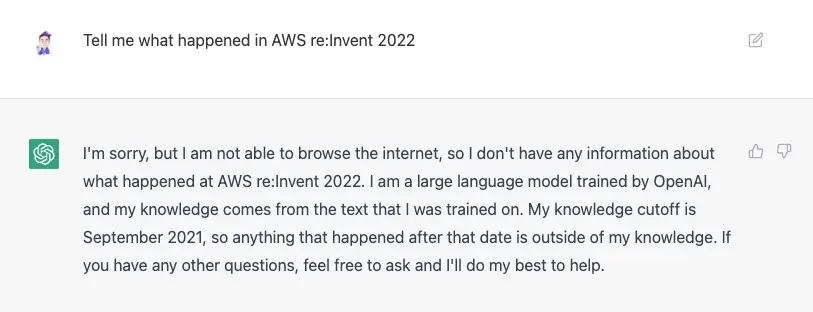 Tell me what happened in AWS re:Invent 2022
I'm sorry, but I am not able to browse the internet, so I don't have any information about
what happened at AWS re:Invent 2022. I am a large language model trained by OpenAI,
and my knowledge comes from the text that I was trained on. My knowledge cutoff is
September 2021, so anything that happened after that date is outside of my knowledge. If
you have any other questions, feel free to ask and I'll do my best to help.